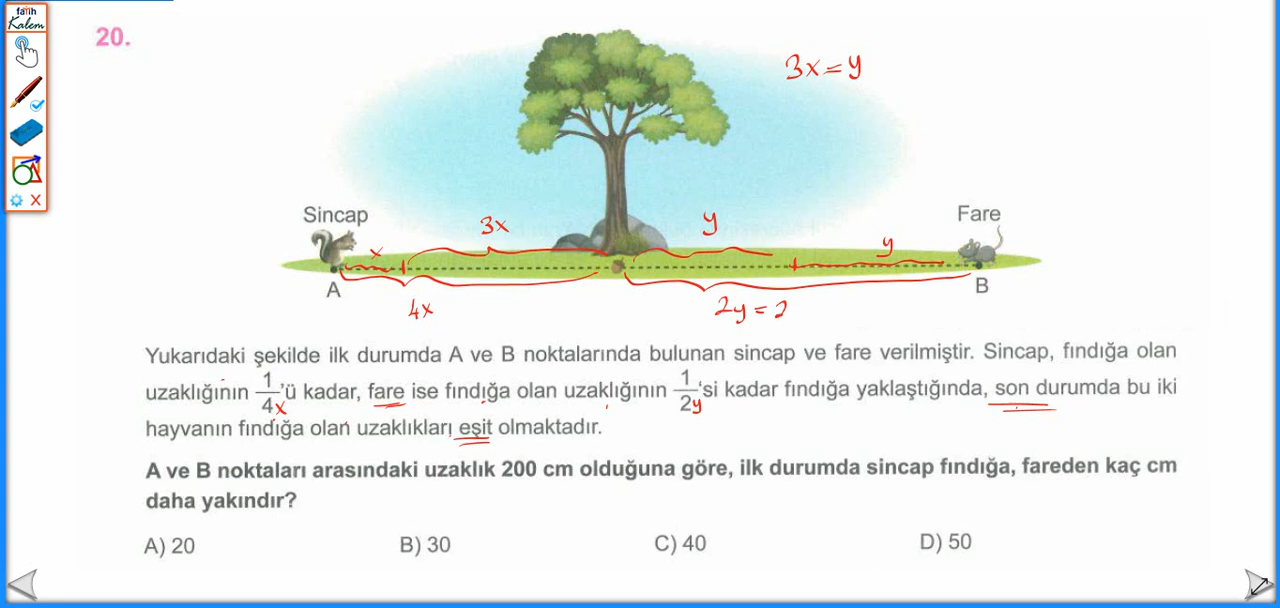 fatih
Kalem
20.
3x=y
Sincap
Fare
3x
y
x
y
A
B
4x
2y = 2
Yukarıdaki şekilde ilk durumda A ve B noktalarında bulunan sincap ve fare verilmiştir. Sincap, fındığa olan
uzaklığının 1/4x 'ü kadar, fare ise fındığa olan uzaklığının 1/2y 'si kadar fındığa yaklaştığında, son durumda bu iki
hayvanın fındığa olan uzaklıkları eşit olmaktadır.
A ve B noktaları arasındaki uzaklık 200 cm olduğuna göre, ilk durumda sincap fındığa, fareden kaç cm
daha yakındır?
A) 20
B) 30
C) 40
D) 50